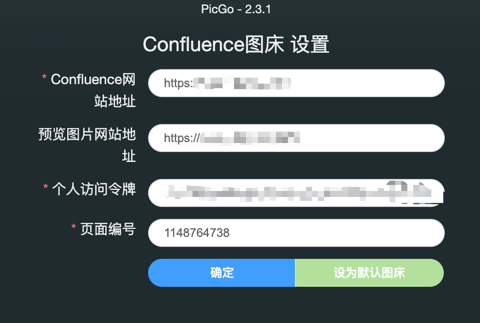 PicGo - 2.3.1
Confluence图床 设置
* Confluence网
站地址
https:
预览图片网站地
址
https://
* 个人访问令牌
* 页面编号
1148764738
确定
设为默认图床